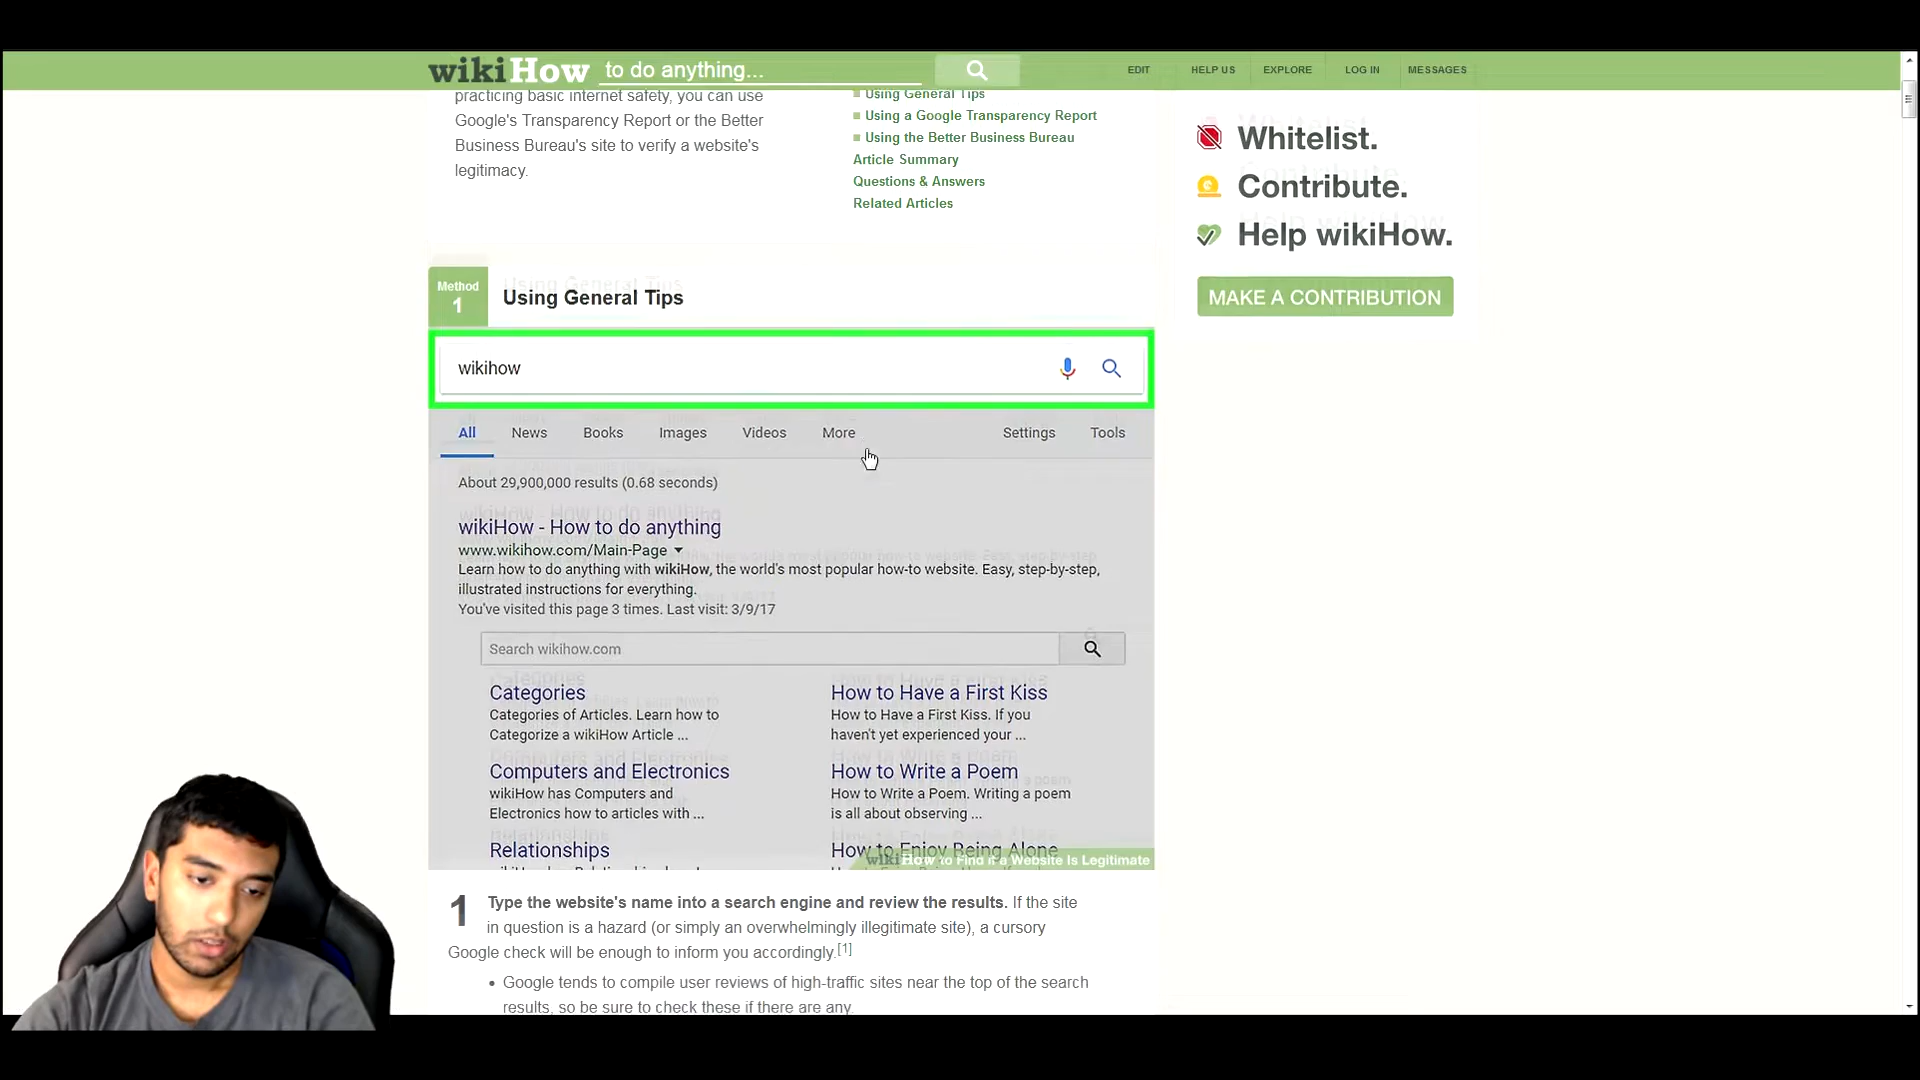 wikiHow to do anything...
EDIT
HELP US
EXPLORE
LOG IN
MESSAGES
practicing basic internet safety, you can use
Google's Transparency Report or the Better
Business Bureau's site to verify a website's
legitimacy.
Using General Tips
Using a Google Transparency Report
Using the Better Business Bureau
Article Summary
Questions & Answers
Related Articles
Whitelist.
Contribute.
Help wikiHow.
MAKE A CONTRIBUTION
Method
1
Using General Tips
wikihow
All
News
Books
Images
Videos
More
Settings
Tools
About 29,900,000 results (0.68 seconds)
wikiHow - How to do anything
www.wikihow.com/Main-Page
Learn how to do anything with wikiHow, the world's most popular how-to website. Easy, step-by-step,
illustrated instructions for everything.
You've visited this page 3 times. Last visit: 3/9/17
Search wikihow.com
Categories
Categories of Articles. Learn how to
Categorize a wikiHow Article ...
How to Have a First Kiss
How to Have a First Kiss. If you
haven't yet experienced your ...
Computers and Electronics
wikiHow has Computers and
Electronics how to articles with ...
How to Write a Poem
How to Write a Poem. Writing a poem
is all about observing ...
Relationships
How to Enjoy Being Alone
wikiHow to Find if a Website Is Legitimate
1
Type the website's name into a search engine and review the results. If the site
in question is a hazard (or simply an overwhelmingly illegitimate site), a cursory
Google check will be enough to inform you accordingly.[1]
• Google tends to compile user reviews of high-traffic sites near the top of the search
results, so be sure to check these if there are any.